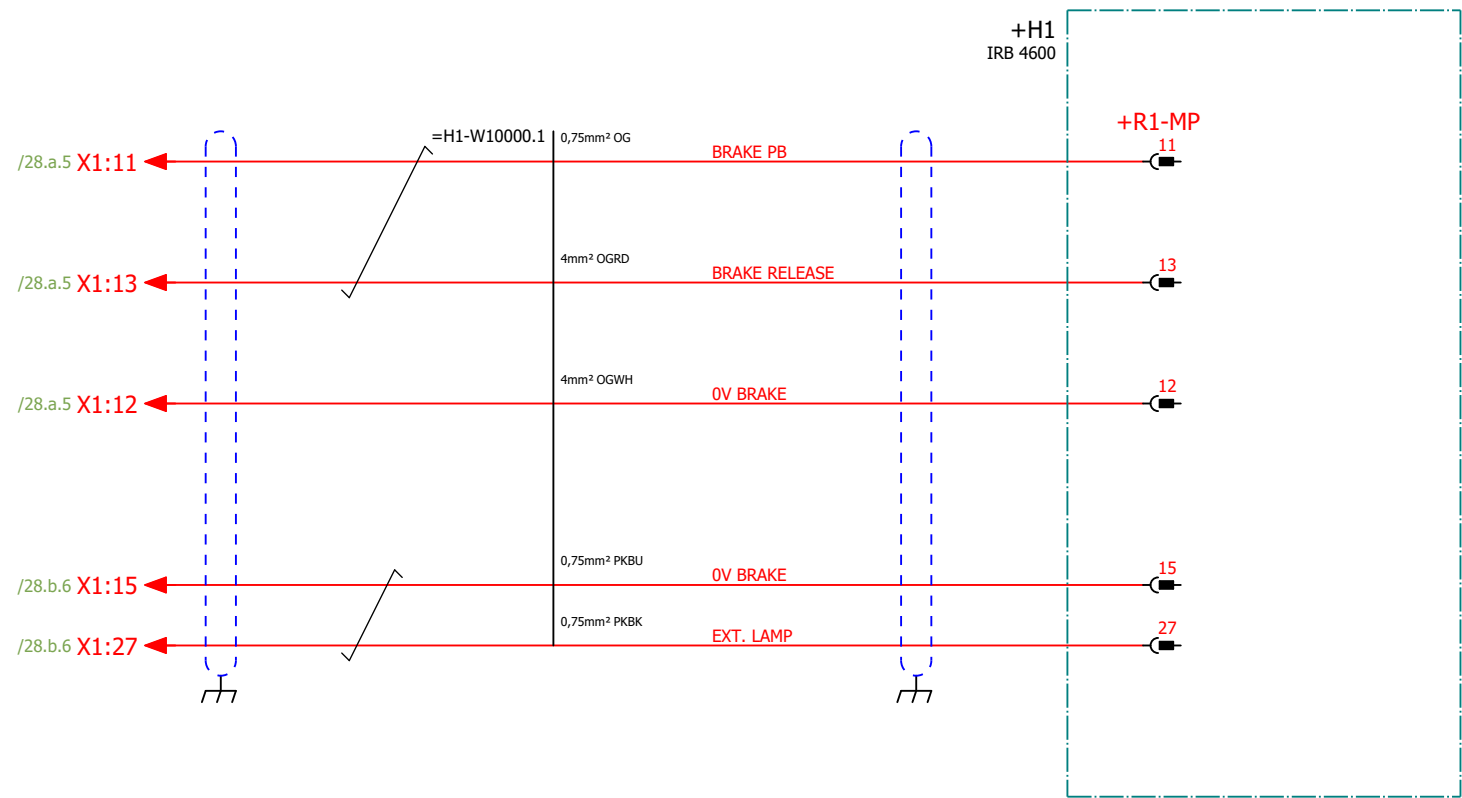 +H1
IRB 4600
+R1-MP
=H1-W10000.1
0,75mm² OG
/28.a.5 X1:11
BRAKE PB
11
4mm² OGRD
/28.a.5 X1:13
BRAKE RELEASE
13
4mm² OGWH
/28.a.5 X1:12
0V BRAKE
12
0,75mm² PKBU
/28.b.6 X1:15
0V BRAKE
15
0,75mm² PKBK
/28.b.6 X1:27
EXT. LAMP
27